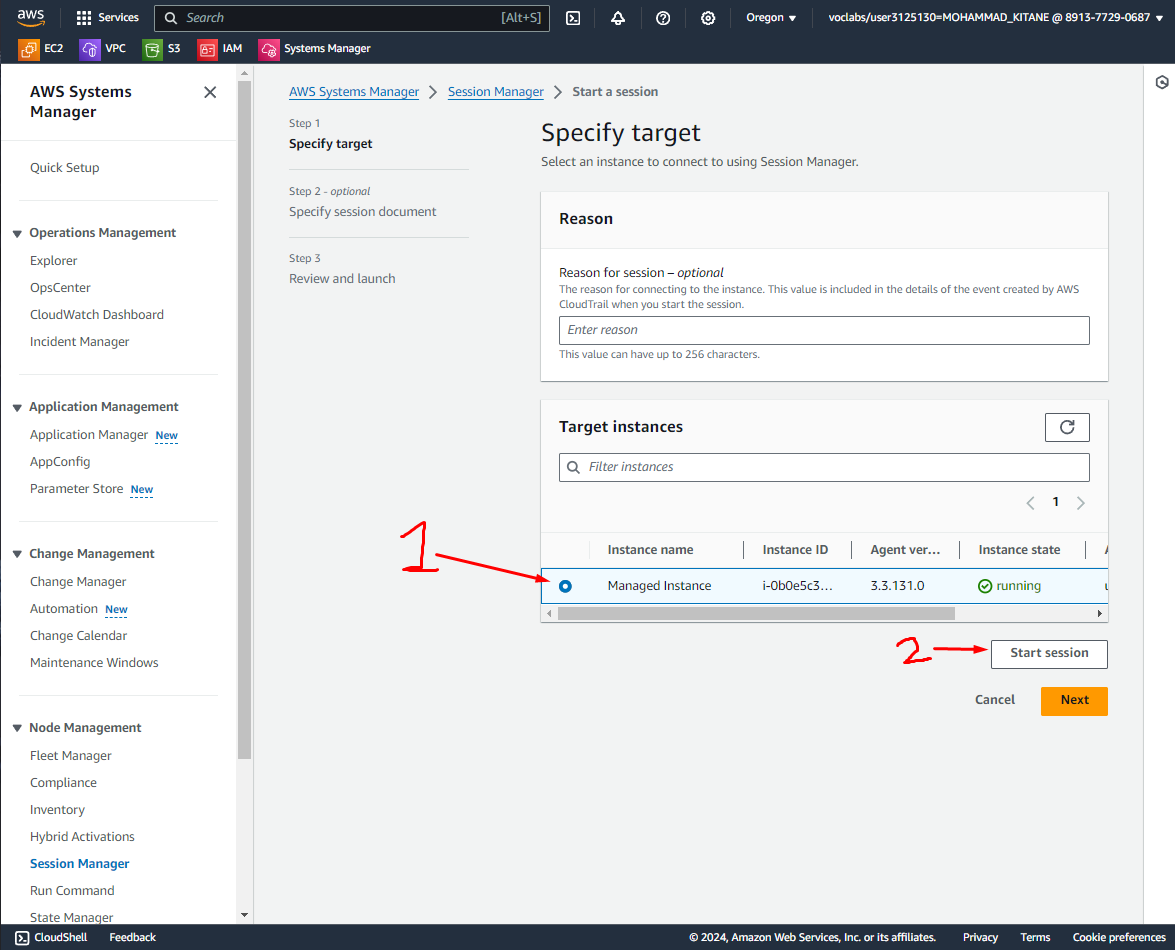 aws Services Search [Alt+S] Oregon voclabs/user3125130=MOHAMMAD_KITANE @ 8913-7729-0687
EC2 VPC S3 IAM Systems Manager
AWS Systems
Manager
Quick Setup
Operations Management
Explorer
OpsCenter
CloudWatch Dashboard
Incident Manager
Application Management
Application Manager New
AppConfig
Parameter Store New
Change Management
Change Manager
Automation New
Change Calendar
Maintenance Windows
Node Management
Fleet Manager
Compliance
Inventory
Hybrid Activations
Session Manager
Run Command
State Manager
AWS Systems Manager > Session Manager > Start a session
Step 1
Specify target
Step 2 - optional
Specify session document
Step 3
Review and launch
Specify target
Select an instance to connect to using Session Manager.
Reason
Reason for session – optional
The reason for connecting to the instance. This value is included in the details of the event created by AWS
CloudTrail when you start the session.
Enter reason
This value can have up to 256 characters.
Target instances
Filter instances
1
Instance name Instance ID Agent ver... Instance state
1
Managed Instance i-0b0e5c3... 3.3.131.0 running
2
Start session
Cancel Next
CloudShell Feedback © 2024, Amazon Web Services, Inc. or its affiliates. Privacy Terms Cookie preferences